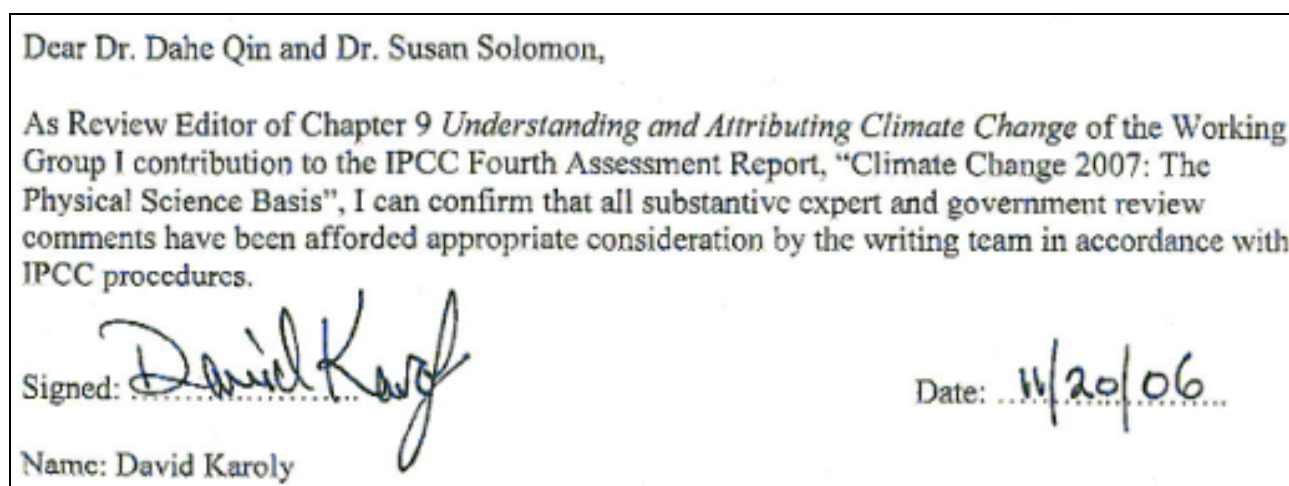 Dear Dr. Dahe Qin and Dr. Susan Solomon,
As Review Editor of Chapter 9 Understanding and Attributing Climate Change of the Working
Group I contribution to the IPCC Fourth Assessment Report, “Climate Change 2007: The
Physical Science Basis”, I can confirm that all substantive expert and government review
comments have been afforded appropriate consideration by the writing team in accordance with
IPCC procedures.
Signed: David Karoly Date: 11/20/06
Name: David Karoly